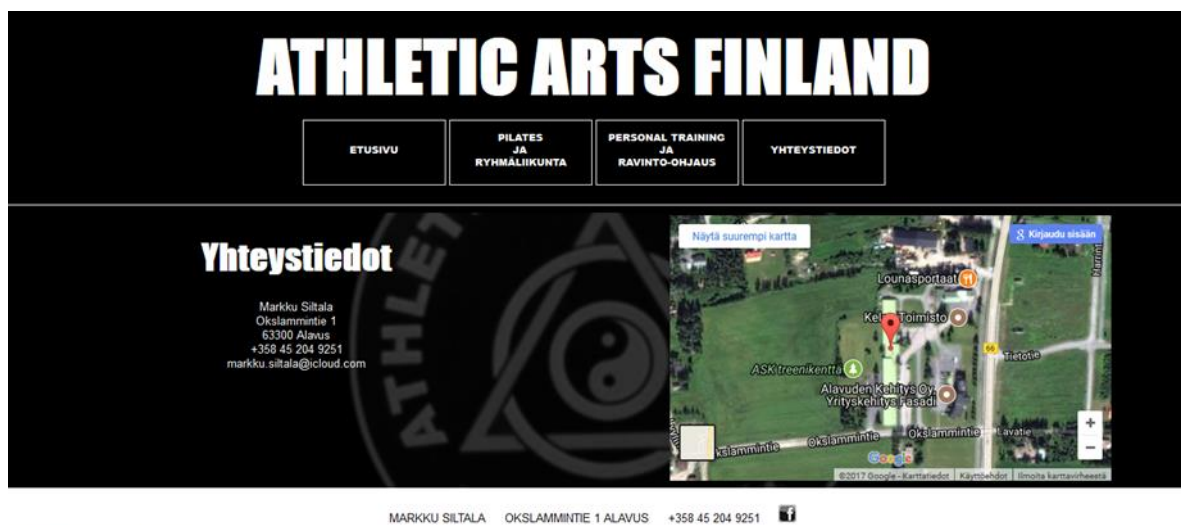 ATHLETIC ARTS FINLAND
ETUSIVU
PILATES
JA
RYHMÄLIIKUNTA
PERSONAL TRAINING
JA
RAVINTO-OHJAUS
YHTEYSTIEDOT
Yhteystiedot
Markku Siltala
Okslammintie 1
63300 Alavus
+358 45 204 9251
markku.siltala@icloud.com
ATHLET
Näytä suurempi kartta
Kirjaudu sisään
Lounasportaat
Toimisto
66
Tietotie
ASK treenikenttä
Alavuden Kehitys Oy,
Yrityskehitys Fasadi
Okslammintie
Okslammintie
Lavatie
Google
©2017 Google - Karttatiedot
Käyttöehdot
Ilmoita karttavirheestä
MARKKU SILTALA OKSLAMMINTIE 1 ALAVUS +358 45 204 9251